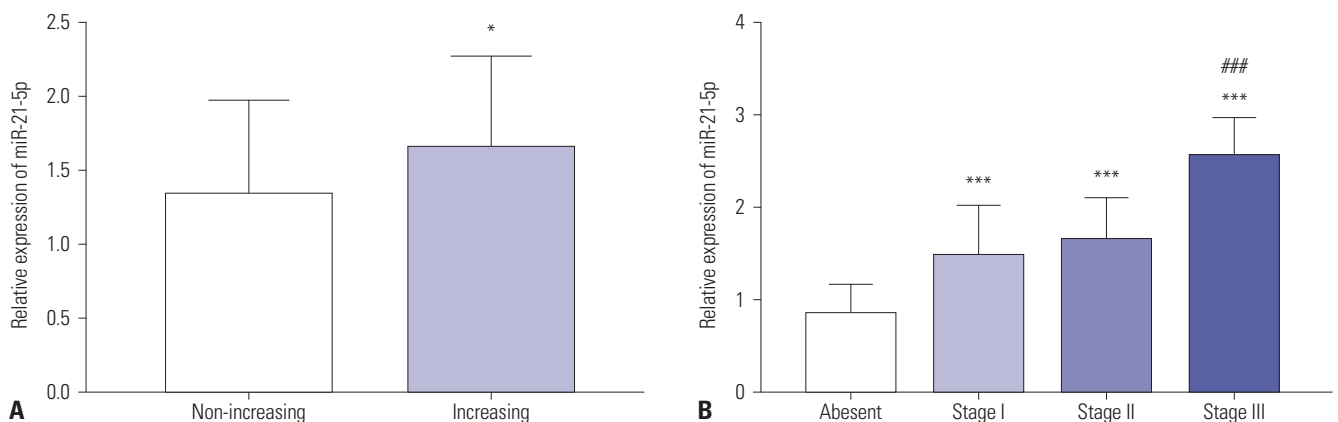 Relative expression of miR-21-5p
2.5
2.0
1.5
1.0
0.5
0.0
*
Non-increasing
Increasing
A
Relative expression of miR-21-5p
4
3
2
1
0
***
***
###
***
Abesent
Stage I
Stage II
Stage III
B